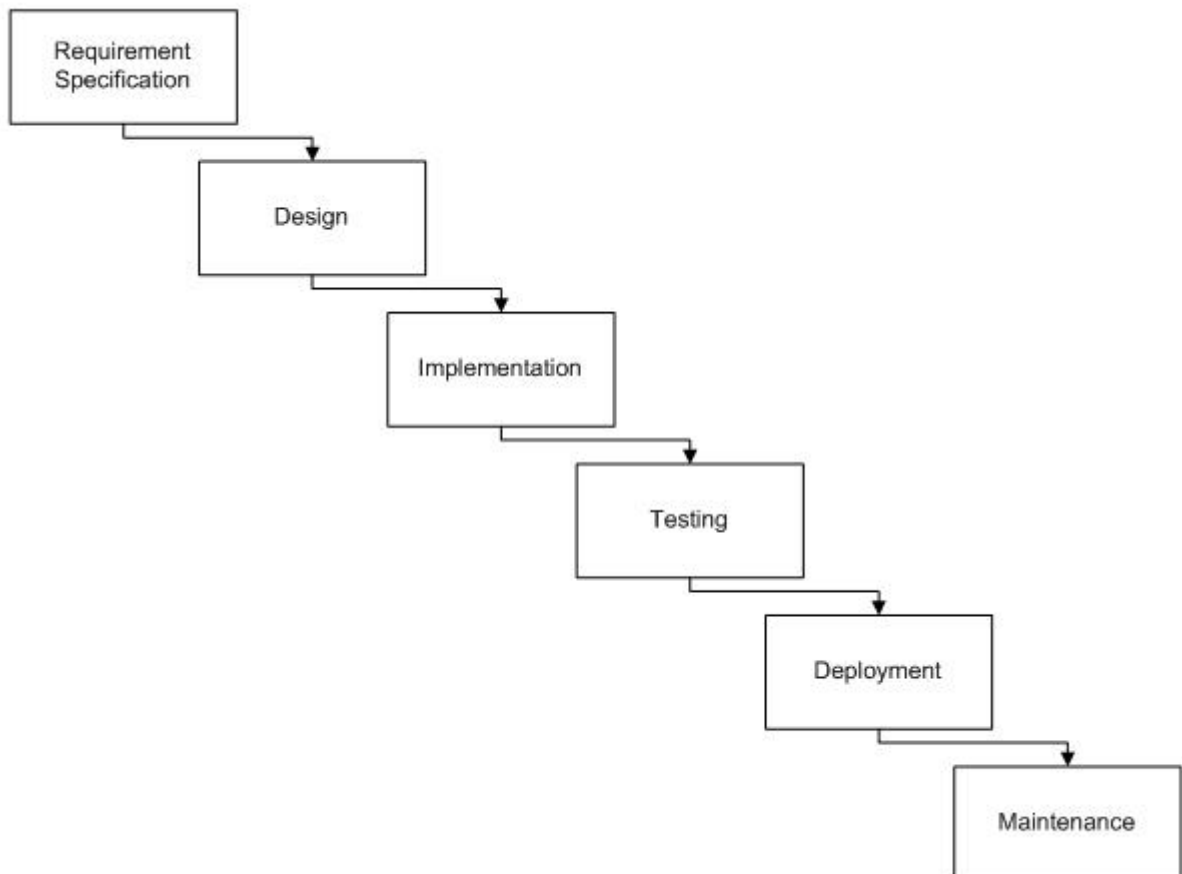 Requirement
Specification
Design
Implementation
Testing
Deployment
Maintenance